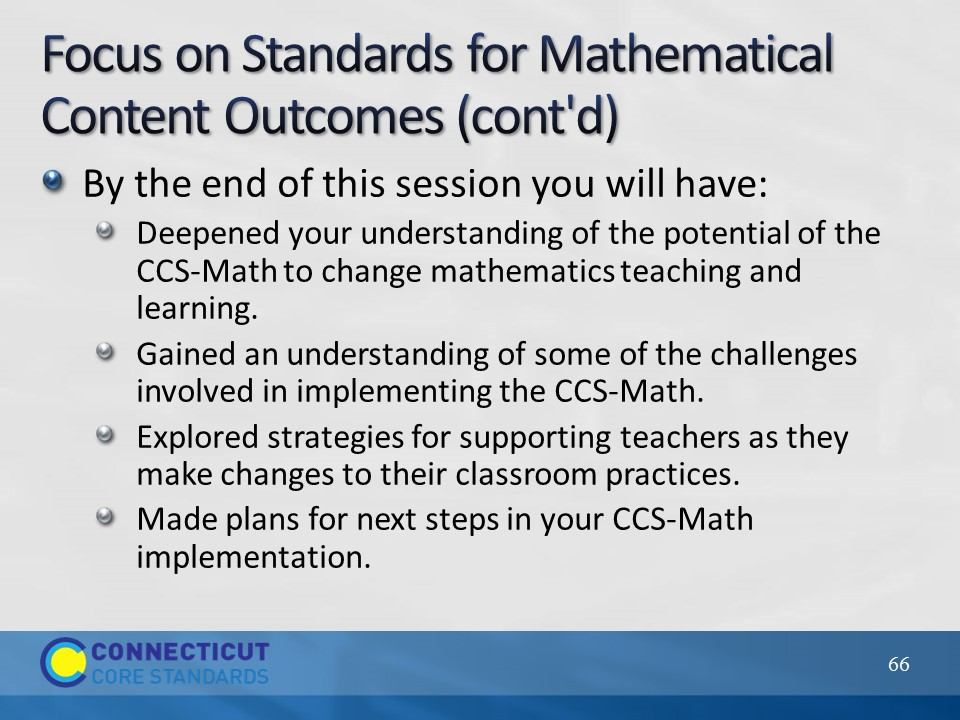 Focus on Standards for Mathematical
Content Outcomes (cont'd)
By the end of this session you will have:
Deepened your understanding of the potential of the
CCS-Math to change mathematics teaching and
learning.
Gained an understanding of some of the challenges
involved in implementing the CCS-Math.
Explored strategies for supporting teachers as they
make changes to their classroom practices.
Made plans for next steps in your CCS-Math
implementation.
CONNECTICUT
CORE STANDARDS
66